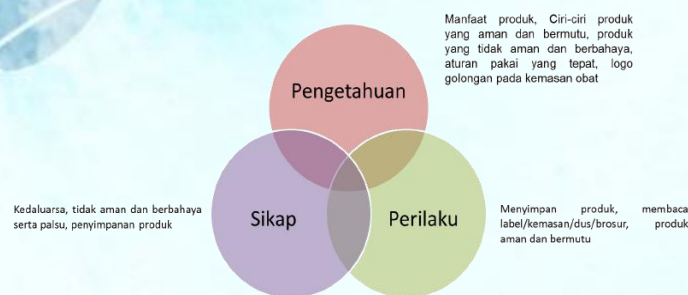 Manfaat produk, Ciri-ciri produk
yang aman dan bermutu, produk
yang tidak aman dan berbahaya,
aturan pakai yang tepat, logo
golongan pada kemasan obat
Pengetahuan
Kedaluarsa, tidak aman dan berbahaya
serta palsu, penyimpanan produk
Sikap
Perilaku
Menyimpan produk, membaca
label/kemasan/dus/brosur, produk
aman dan bermutu